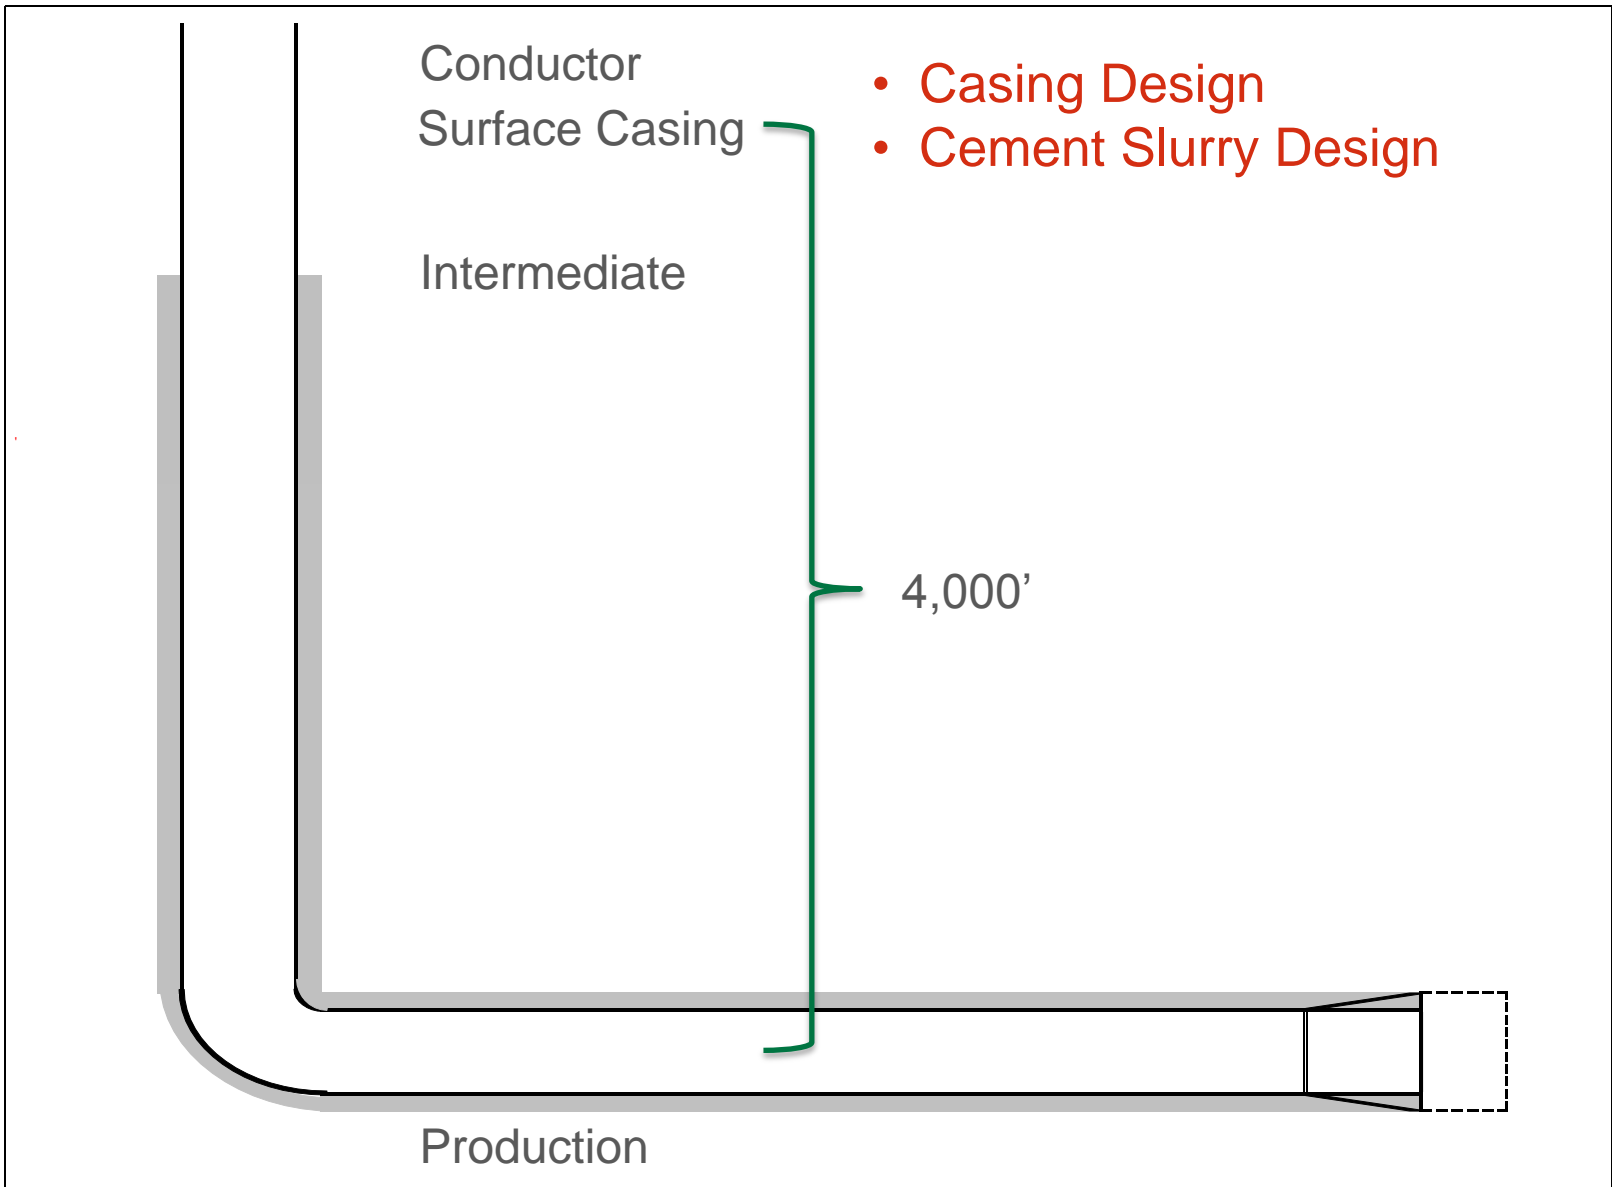 Conductor
Surface Casing
• Casing Design
• Cement Slurry Design
Intermediate
4,000’
Production